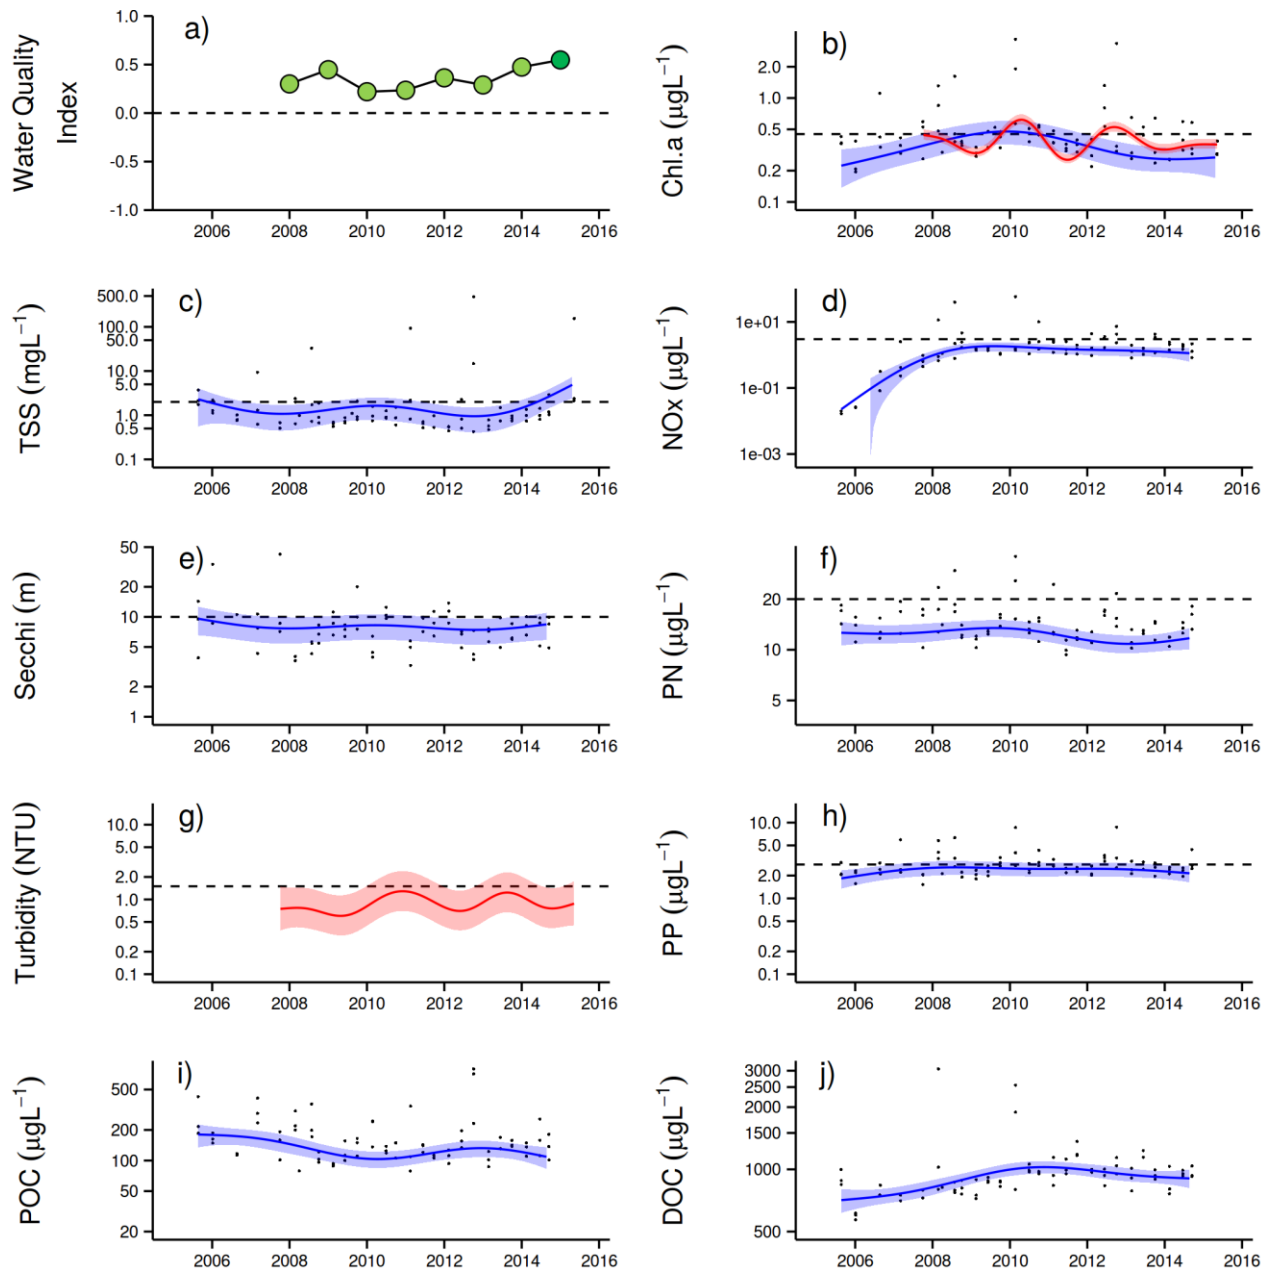 a)
Water Quality
Index
1.0
0.5
0.0
-0.5
-1.0
2006 2008 2010 2012 2014 2016
b)
Chl.a (µgL⁻¹)
2.0
1.0
0.5
0.2
0.1
2006 2008 2010 2012 2014 2016
c)
TSS (mgL⁻¹)
500.0
100.0
50.0
10.0
5.0
1.0
0.5
0.1
2006 2008 2010 2012 2014 2016
d)
NOx (µgL⁻¹)
1e+01
1e-01
1e-03
2006 2008 2010 2012 2014 2016
e)
Secchi (m)
50
20
10
5
2
1
2006 2008 2010 2012 2014 2016
f)
PN (µgL⁻¹)
20
10
5
2006 2008 2010 2012 2014 2016
g)
Turbidity (NTU)
10.0
5.0
2.0
1.0
0.5
0.2
0.1
2006 2008 2010 2012 2014 2016
h)
PP (µgL⁻¹)
10.0
5.0
2.0
1.0
0.5
0.2
0.1
2006 2008 2010 2012 2014 2016
i)
POC (µgL⁻¹)
500
200
100
50
20
2006 2008 2010 2012 2014 2016
j)
DOC (µgL⁻¹)
3000
2500
2000
1500
1000
500
2006 2008 2010 2012 2014 2016